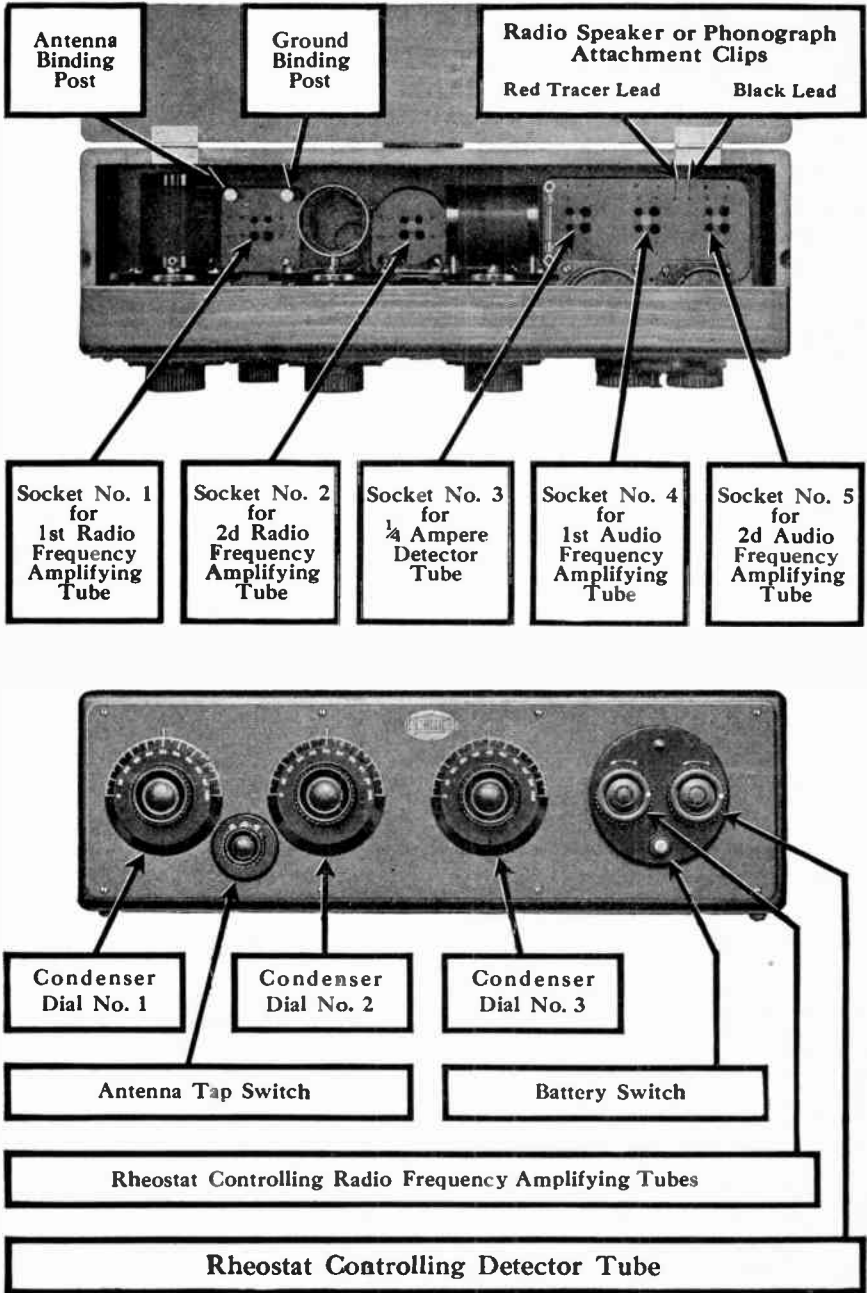 Antenna
Binding
Post
Ground
Binding
Post
Radio Speaker or Phonograph
Attachment Clips
Red Tracer Lead
Black Lead
Socket No. 1
for
1st Radio
Frequency
Amplifying
Tube
Socket No. 2
for
2d Radio
Frequency
Amplifying
Tube
Socket No. 3
for
¼ Ampere
Detector
Tube
Socket No. 4
for
1st Audio
Frequency
Amplifying
Tube
Socket No. 5
for
2d Audio
Frequency
Amplifying
Tube
Condenser
Dial No. 1
Condenser
Dial No. 2
Condenser
Dial No. 3
Antenna Tap Switch
Battery Switch
Rheostat Controlling Radio Frequency Amplifying Tubes
Rheostat Controlling Detector Tube